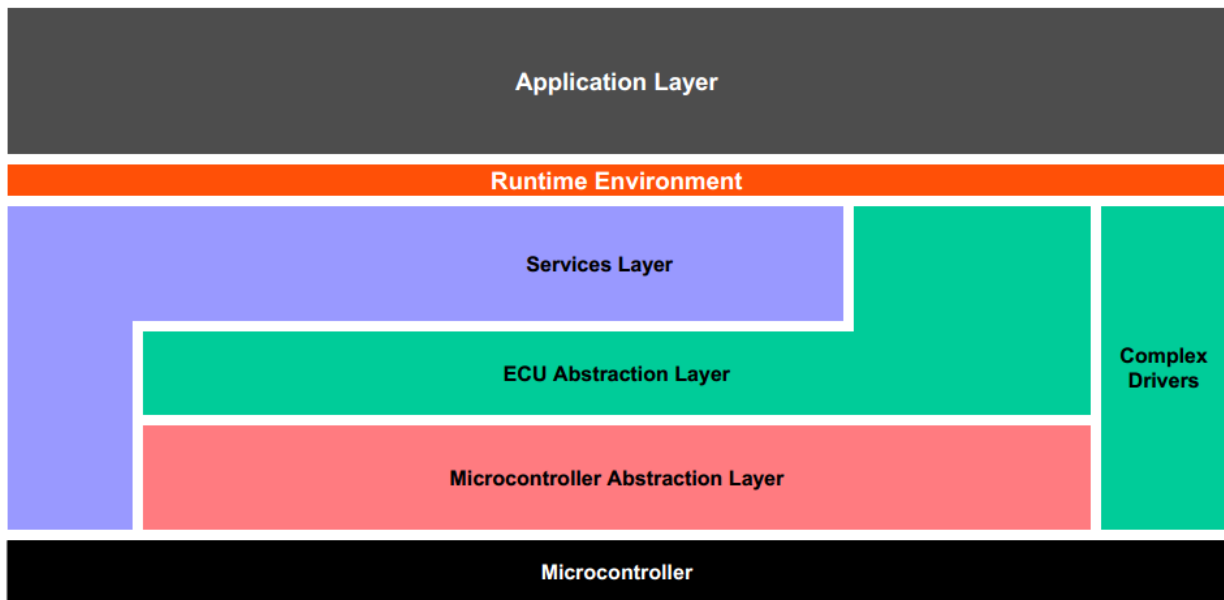 Application Layer
Runtime Environment
Services Layer
ECU Abstraction Layer
Complex
Drivers
Microcontroller Abstraction Layer
Microcontroller